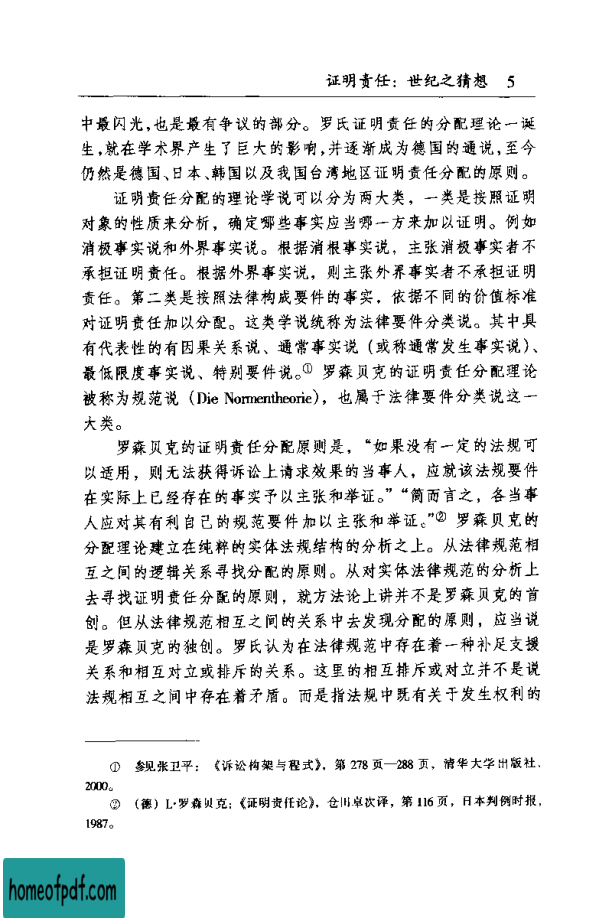 证明责任：世纪之猜想 5
中最闪光,也是最有争议的部分。罗氏证明责任的分配理论一诞
生,就在学术界产生了巨大的影响,并逐渐成为德国的通说,至今
仍然是德国、日本、韩国以及我国台湾地区证明责任分配的原则。
证明责任分配的理论学说可以分为两大类，一类是按照证明
对象的性质来分析，确定哪些事实应当哪一方来加以证明。例如
消极事实说和外界事实说。根据消根事实说，主张消极事实者不
承担证明责任。根据外界事实说，则主张外界事实者不承担证明
责任。第二类是按照法律构成要件的事实，依据不同的价值标准
对证明责任加以分配。这类学说统称为法律要件分类说。其中具
有代表性的有因果关系说、通常事实说（或称通常发生事实说）、
最低限度事实说、特别要件说。① 罗森贝克的证明责任分配理论
被称为规范说（Die Normentheorie），也属于法律要件分类说这一
大类。
罗森贝克的证明责任分配原则是，“如果没有一定的法规可
以适用，则无法获得诉讼上请求效果的当事人，应就该法规要件
在实际上已经存在的事实予以主张和举证。”“简而言之，各当事
人应对其有利自己的规范要件加以主张和举证。”② 罗森贝克的
分配理论建立在纯粹的实体法规结构的分析之上。从法律规范相
互之间的逻辑关系寻找分配的原则。从对实体法律规范的分析上
去寻找证明责任分配的原则，就方法论上讲并不是罗森贝克的首
创。但从法律规范相互之间的关系中去发现分配的原则，应当说
是罗森贝克的独创。罗氏认为在法律规范中存在着一种补足支援
关系和相互对立或排斥的关系。这里的相互排斥或对立并不是说
法规相互之间中存在着矛盾。而是指法规中既有关于发生权利的
① 参见张卫平：《诉讼构架与程式》，第 278 页—288 页，清华大学出版社，
2000。
② （德）L·罗森贝克：《证明责任论》，仓田卓次译，第 116 页，日本判例时报，
1987。
homeofpdf.com